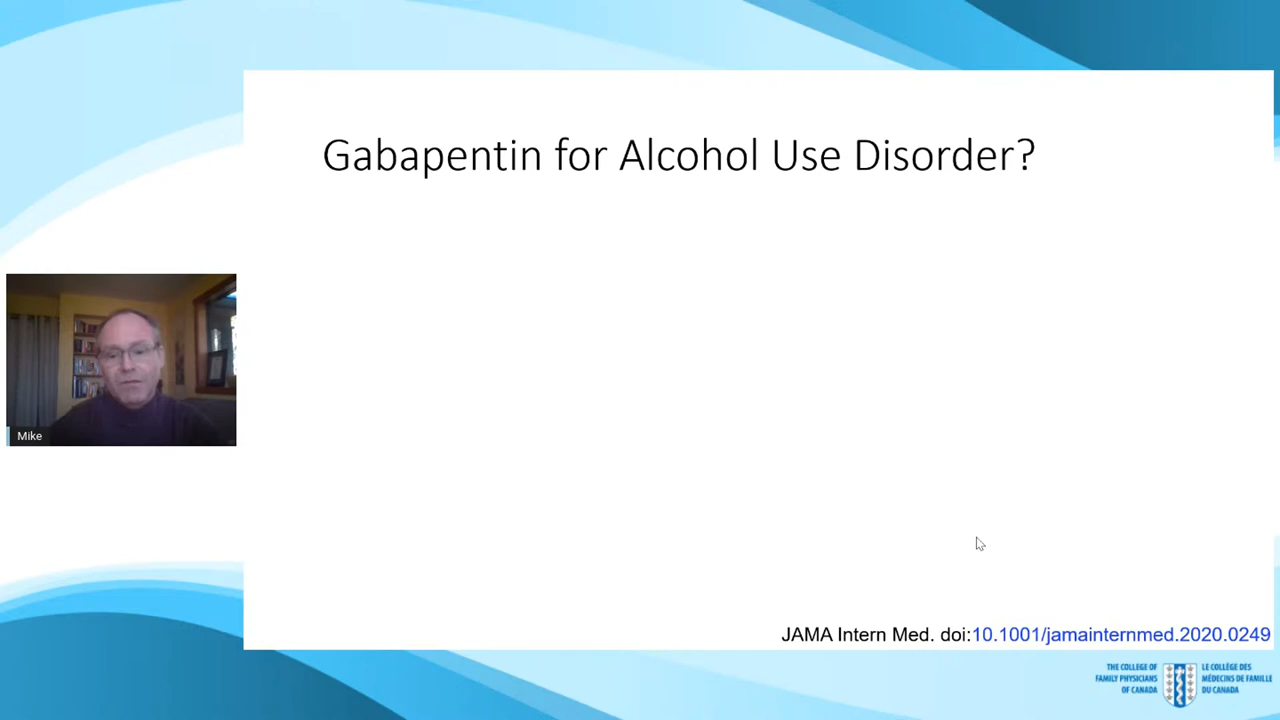 Gabapentin for Alcohol Use Disorder?
Mike
JAMA Intern Med. doi:10.1001/jamainternmed.2020.0249
THE COLLEGE OF
FAMILY PHYSICIANS
OF CANADA
LE COLLÈGE DES
MÉDECINS DE FAMILLE
DU CANADA